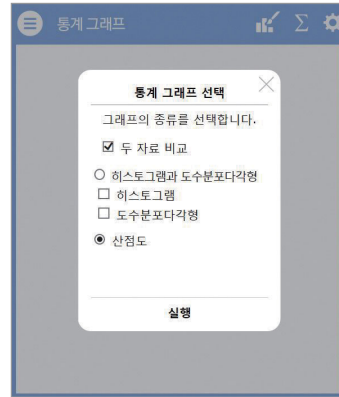 통계 그래프
통계 그래프 선택
그래프의 종류를 선택합니다.
두 자료 비교
히스토그램과 도수분포다각형
히스토그램
도수분포다각형
산점도
실행